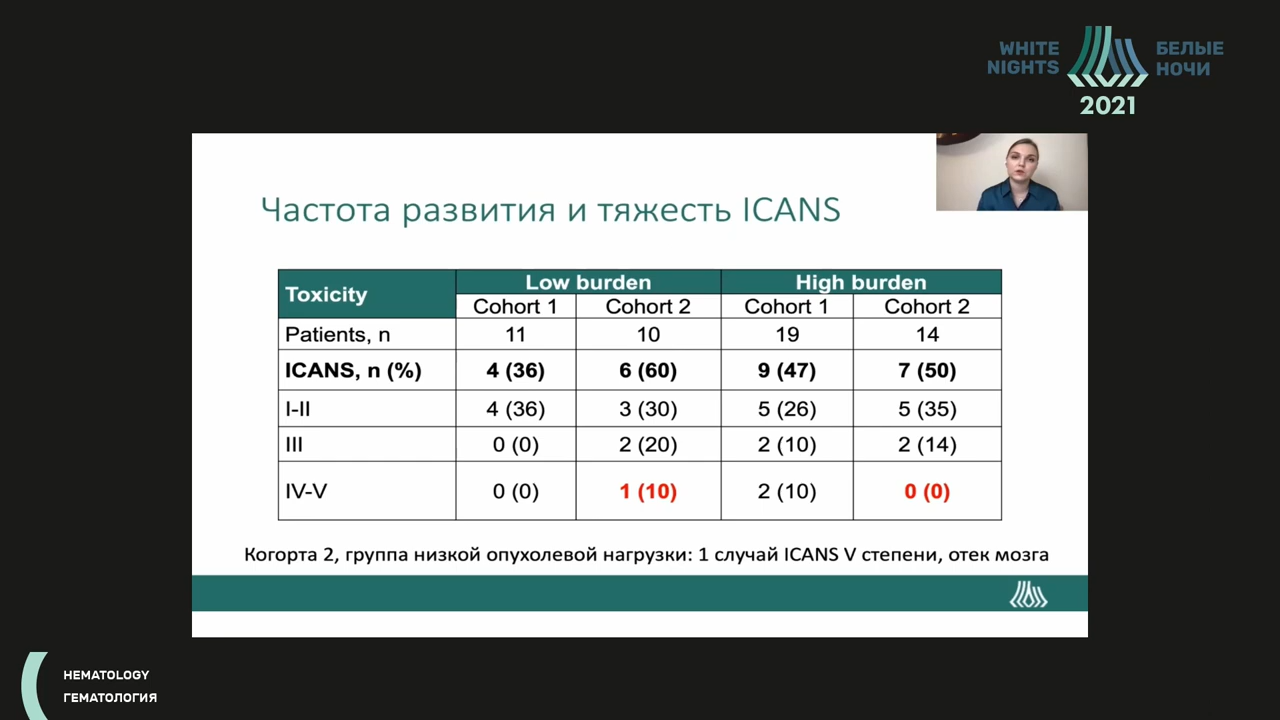 WHITE NIGHTS
БЕЛЫЕ НОЧИ
2021
Частота развития и тяжесть ICANS
Toxicity Low burden High burden
Cohort 1 Cohort 2 Cohort 1 Cohort 2
Patients, n 11 10 19 14
ICANS, n (%) 4 (36) 6 (60) 9 (47) 7 (50)
I-II 4 (36) 3 (30) 5 (26) 5 (35)
III 0 (0) 2 (20) 2 (10) 2 (14)
IV-V 0 (0) 1 (10) 2 (10) 0 (0)
Когорта 2, группа низкой опухолевой нагрузки: 1 случай ICANS V степени, отек мозга
HEMATOLOGY
ГЕМАТОЛОГИЯ